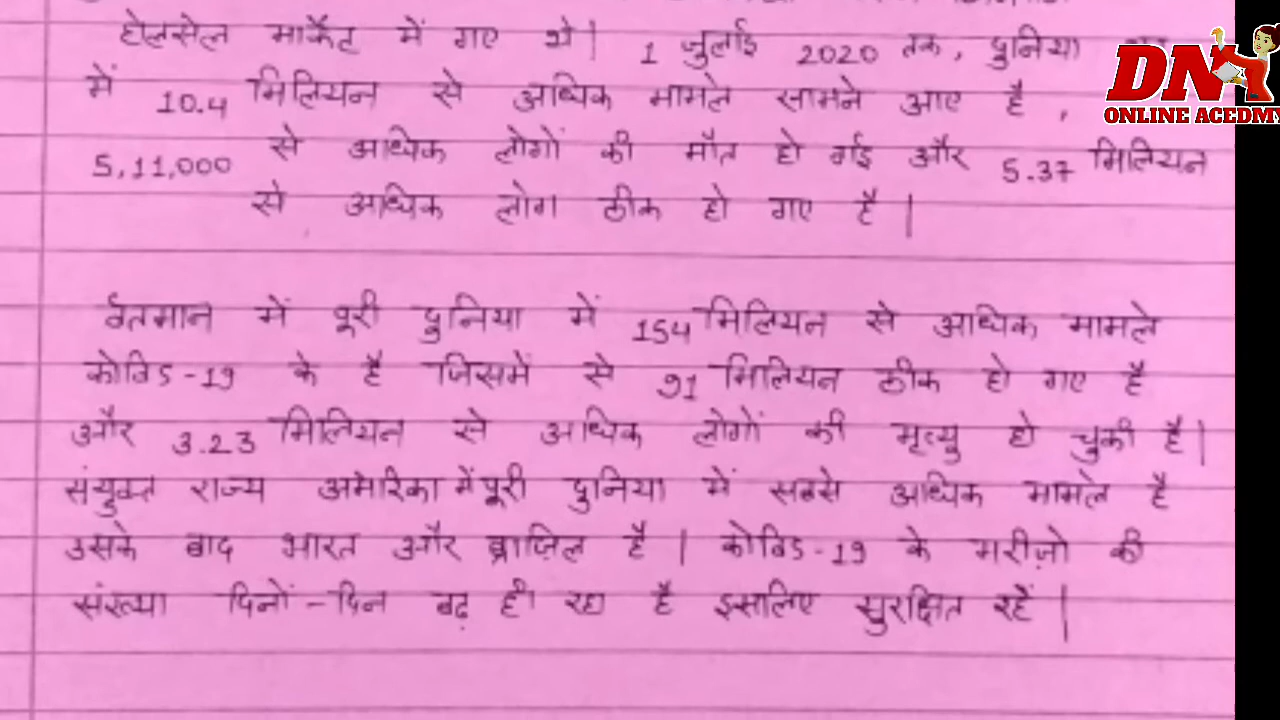 होलसेल मार्केट में गए थे| 1 जुलाई 2020 तक, दुनिया
में 10.4 मिलियन से अधिक मामले सामने आए है,
5,11,000 से अधिक लोगों की मौत हो गई और 5.37 मिलियन
से अधिक लोग ठीक हो गए है|
वर्तमान में पूरी दुनिया में 154 मिलियन से अधिक मामले
कोविड-19 के है जिसमें से 91 मिलियन ठीक हो गए है
और 3.23 मिलियन से अधिक लोगों की मृत्यु हो चुकी है|
संयुक्त राज्य अमेरिका में पूरी दुनिया में सबसे अधिक मामले है
उसके बाद भारत और ब्राज़िल है| कोविड-19 के मरीज़ो की
संख्या दिनों-दिन बढ़ ही रहा है इसलिए सुरक्षित रहें|
DN
ONLINE ACEDMY